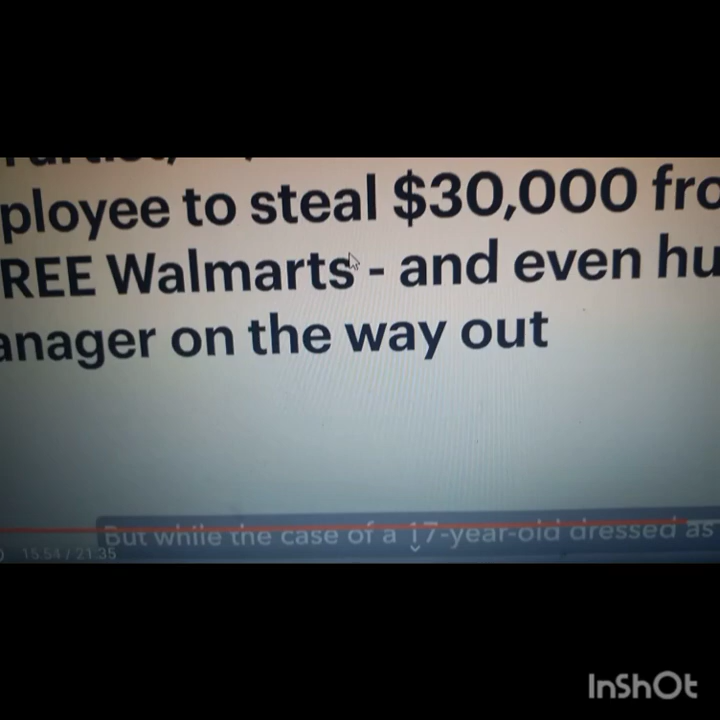 ployee to steal $30,000 fro
REE Walmarts - and even hu
anager on the way out
But while the case of a 17-year-old dressed as
15:54 / 21:35
InShOt